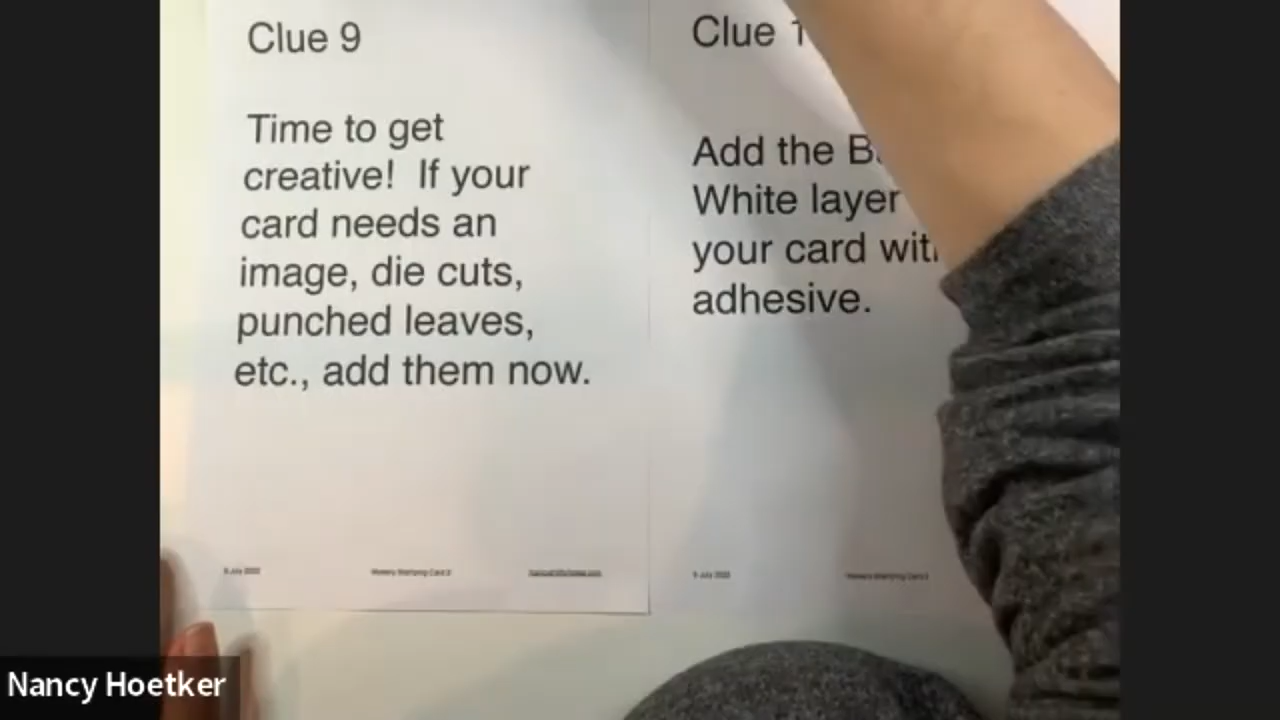 Clue 9
Time to get
creative! If your
card needs an
image, die cuts,
punched leaves,
etc., add them now.
Clue
Add the
White layer
your card with
adhesive.
Nancy Hoetker